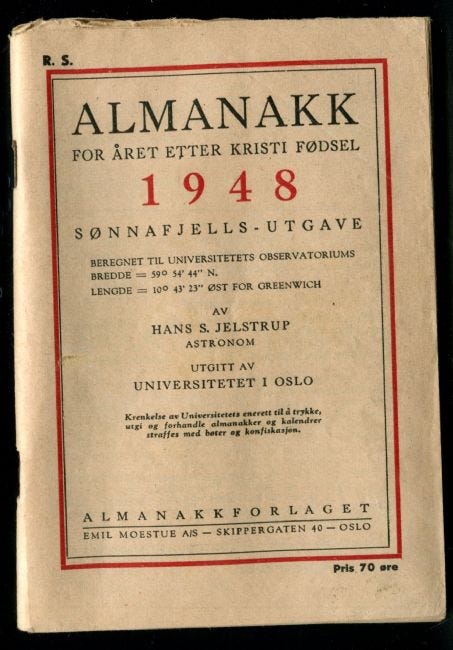 R. S.
ALMANAKK
FOR ÅRET ETTER KRISTI FØDSEL
1948
SØNNAFJELLS-UTGAVE
BEREGNET TIL UNIVERSITETETS OBSERVATORIUMS
BREDDE = 59º 54' 44" N.
LENGDE = 10º 43' 23" ØST FOR GREENWICH
AV
HANS S. JELSTRUP
ASTRONOM
UTGITT AV
UNIVERSITETET I OSLO
Krenkelse av Universitetets enerett til å trykke,
utgi og forhandle almanakker og kalendrer
straffes med bøter og konfiskasjon.
ALMANAKKFORLAGET
EMIL MOESTUE A/S — SKIPPERGATEN 40 — OSLO
Pris 70 øre